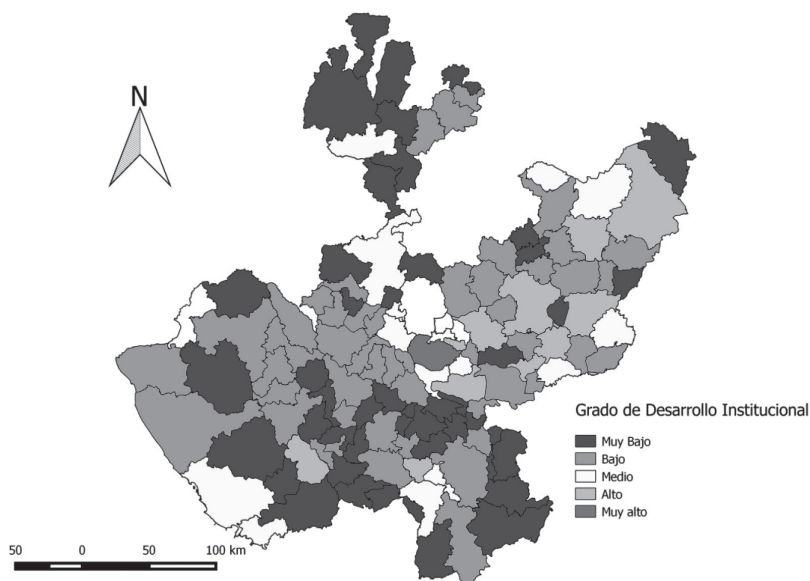 N
Grado de Desarrollo Institucional
Muy Bajo
Bajo
Medio
Alto
Muy alto
50 0 50 100 km